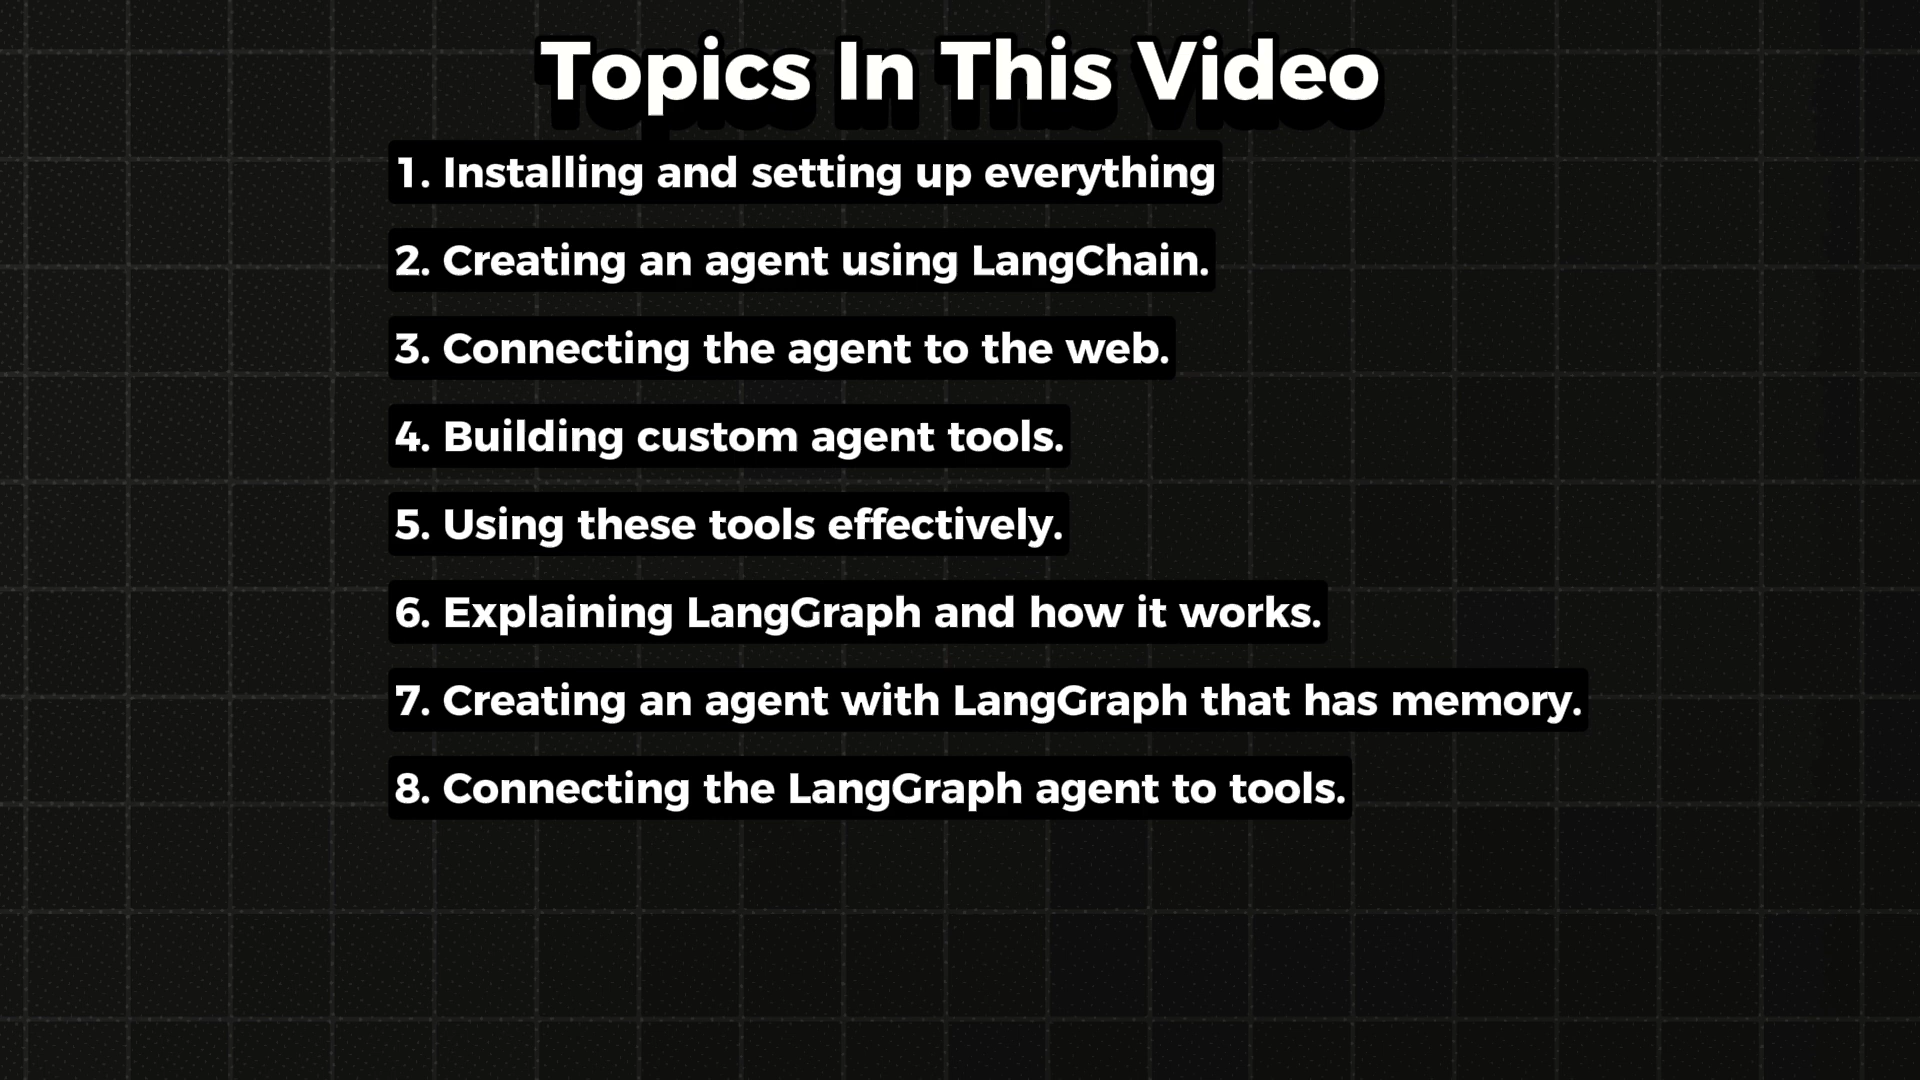 Topics In This Video
1. Installing and setting up everything
2. Creating an agent using LangChain.
3. Connecting the agent to the web.
4. Building custom agent tools.
5. Using these tools effectively.
6. Explaining LangGraph and how it works.
7. Creating an agent with LangGraph that has memory.
8. Connecting the LangGraph agent to tools.